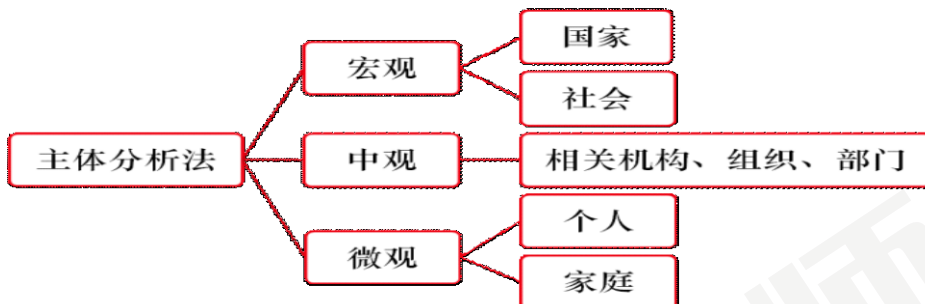 主体分析法
宏观
国家
社会
中观
相关机构、组织、部门
微观
个人
家庭
师